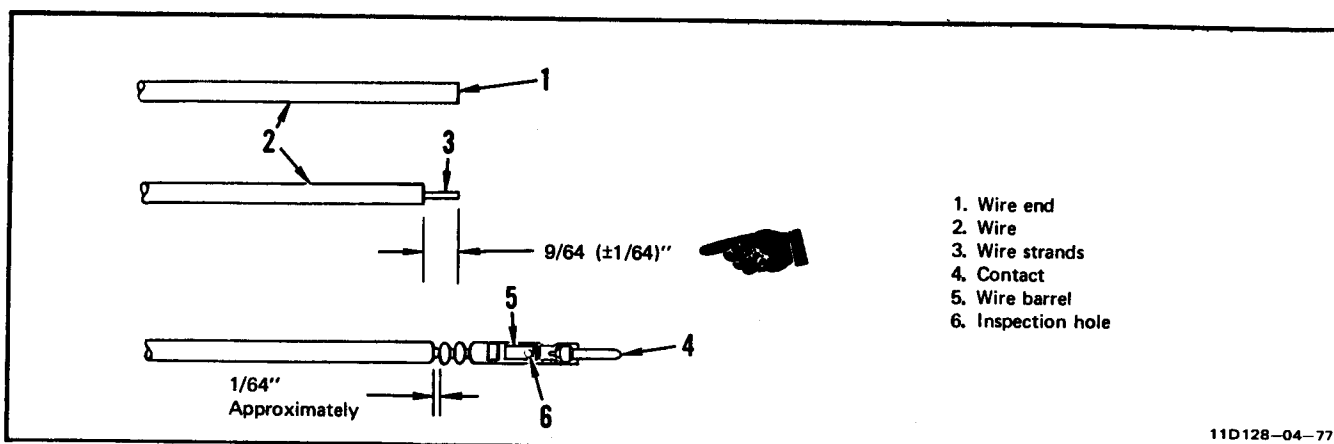 1
2
3
9/64 (±1/64)"
5
4
1/64"
Approximately
6
1. Wire end
2. Wire
3. Wire strands
4. Contact
5. Wire barrel
6. Inspection hole
11D128-04-77